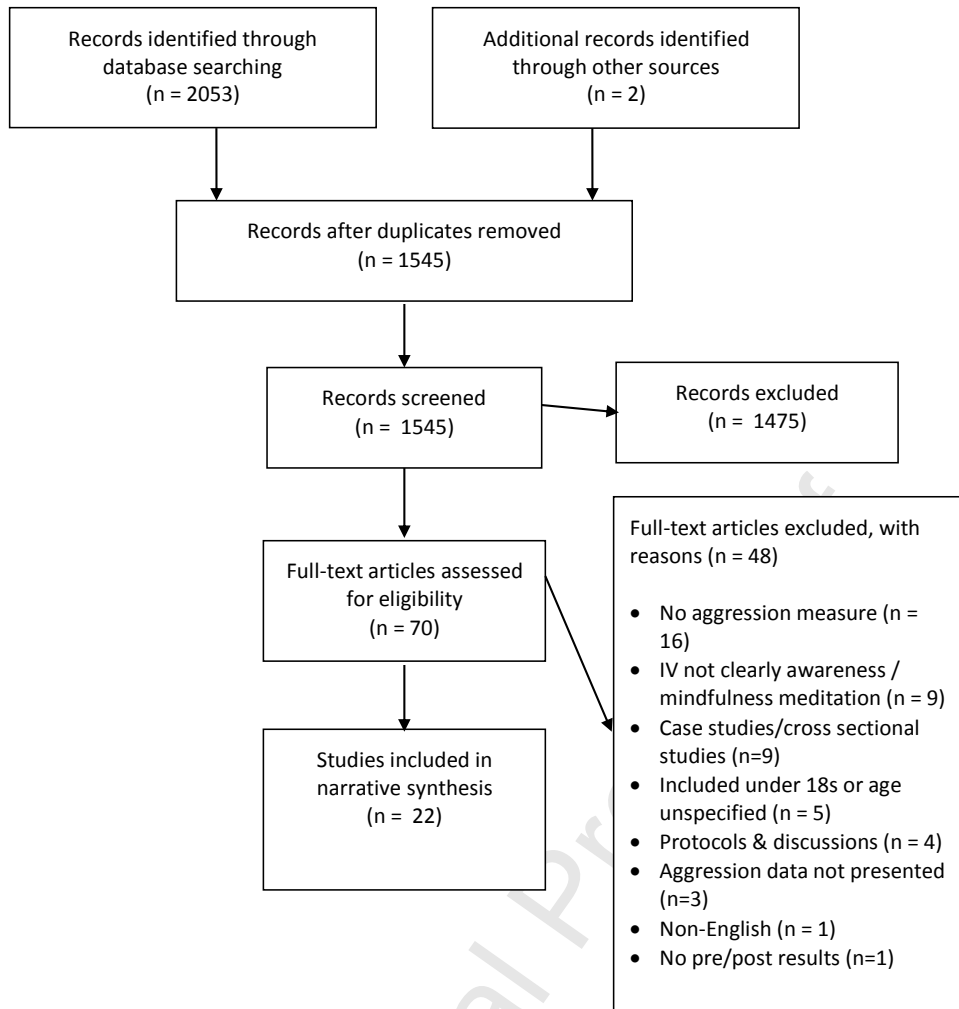 Records identified through
database searching
(n = 2053)
Additional records identified
through other sources
(n = 2)
Records after duplicates removed
(n = 1545)
Records screened
(n = 1545)
Records excluded
(n = 1475)
Full-text articles assessed
for eligibility
(n = 70)
Full-text articles excluded, with
reasons (n = 48)
• No aggression measure (n =
16)
• IV not clearly awareness /
mindfulness meditation (n = 9)
• Case studies/cross sectional
studies (n=9)
• Included under 18s or age
unspecified (n = 5)
• Protocols & discussions (n = 4)
• Aggression data not presented
(n=3)
• Non-English (n = 1)
• No pre/post results (n=1)
Studies included in
narrative synthesis
(n = 22)